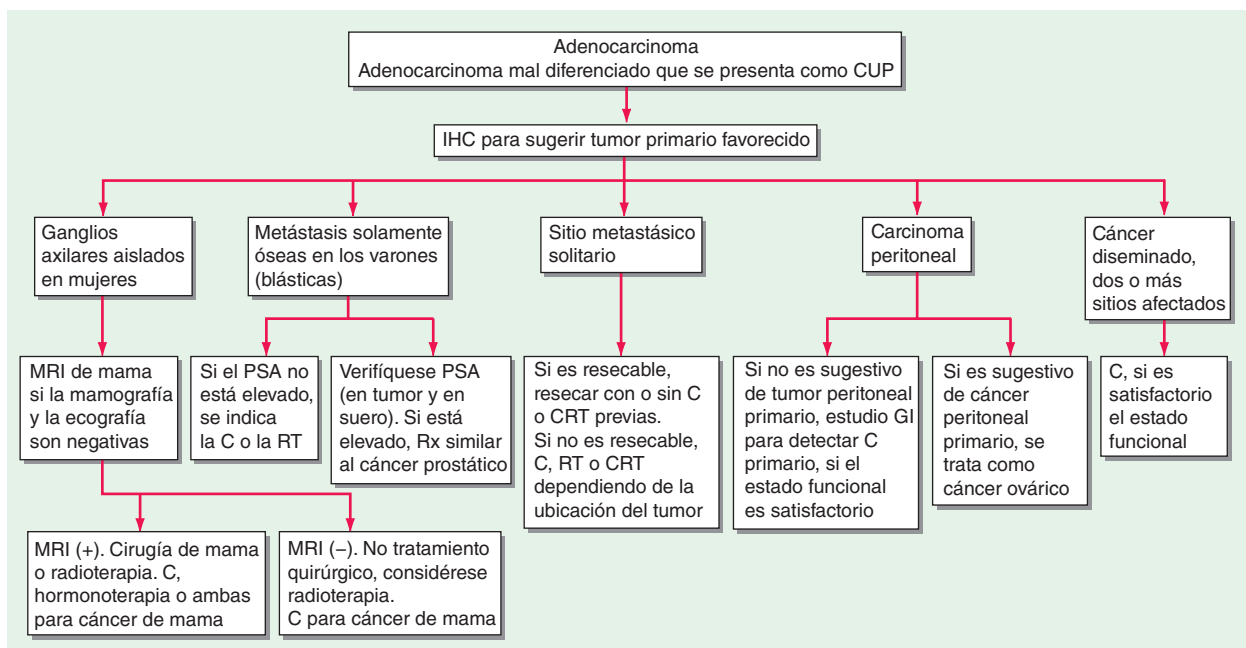 Adenocarcinoma
Adenocarcinoma mal diferenciado que se presenta como CUP
IHC para sugerir tumor primario favorecido
Ganglios
axilares aislados
en mujeres
Metástasis solamente
óseas en los varones
(blásticas)
Sitio metastásico
solitario
Carcinoma
peritoneal
Cáncer
diseminado,
dos o más
sitios afectados
MRI de mama
si la mamografía
y la ecografía
son negativas
Si el PSA no
está elevado,
se indica
la C o la RT
Verifíquese PSA
(en tumor y en
suero). Si está
elevado, Rx similar
al cáncer prostático
Si es resecable,
resecar con o sin C
o CRT previas.
Si no es resecable,
C, RT o CRT
dependiendo de la
ubicación del tumor
Si no es sugestivo
de tumor peritoneal
primario, estudio GI
para detectar C
primario, si el
estado funcional
es satisfactorio
Si es sugestivo
de cáncer
peritoneal
primario, se
trata como
cáncer ovárico
C, si es
satisfactorio
el estado
funcional
MRI (+). Cirugía de mama
o radioterapia. C,
hormonoterapia o ambas
para cáncer de mama
MRI (–). No tratamiento
quirúrgico, considérese
radioterapia.
C para cáncer de mama